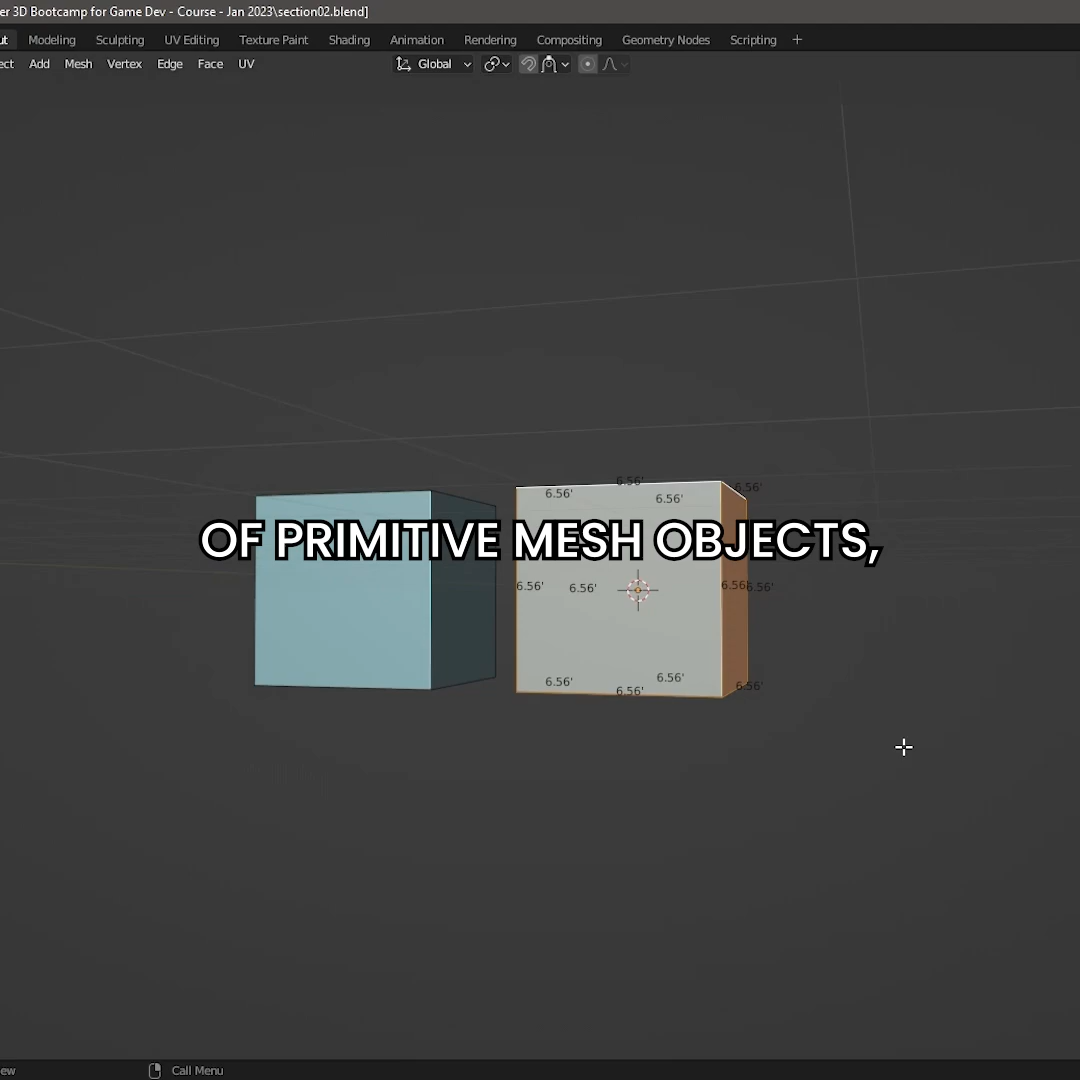 er 3D Bootcamp for Game Dev - Course - Jan 2023\section02.blend]
ut Modeling Sculpting UV Editing Texture Paint Shading Animation Rendering Compositing Geometry Nodes Scripting +
ect Add Mesh Vertex Edge Face UV Global
6.56' 6.56' 6.56' 6.56'
OF PRIMITIVE MESH OBJECTS,
6.56' 6.56' 6.56' 6.56'
6.56' 6.56' 6.56' 6.56'
ew Call Menu